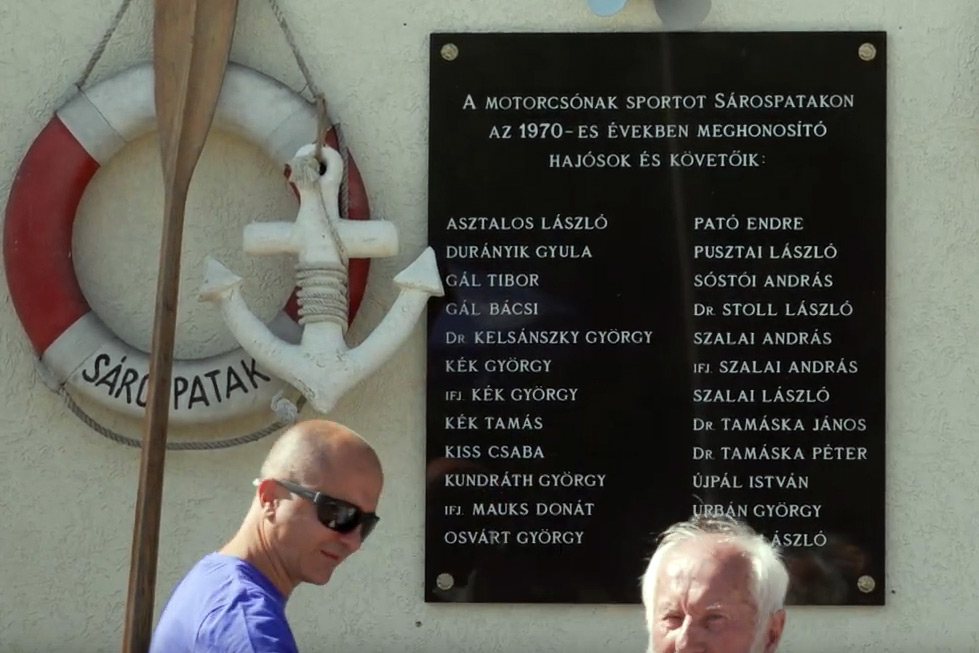 SÁROSPATAK
A MOTORCSÓNAK SPORTOT SÁROSPATAKON
AZ 1970-ES ÉVEKBEN MEGHONOSÍTÓ
HAJÓSOK ÉS KÖVETŐIK:
ASZTALOS LÁSZLÓ
DURÁNYIK GYULA
GÁL TIBOR
GÁL BÁCSI
DR. KELSÁNSZKY GYÖRGY
KÉK GYÖRGY
IFJ. KÉK GYÖRGY
KÉK TAMÁS
KISS CSABA
KUNDRÁTH GYÖRGY
IFJ. MAUKS DONÁT
OSVÁRT GYÖRGY
PATÓ ENDRE
PUSZTAI LÁSZLÓ
SÓSTÓI ANDRÁS
DR. STOLL LÁSZLÓ
SZALAI ANDRÁS
IFJ. SZALAI ANDRÁS
SZALAI LÁSZLÓ
DR. TAMÁSKA JÁNOS
DR. TAMÁSKA PÉTER
ÚJPÁL ISTVÁN
URBÁN GYÖRGY
LÁSZLÓ